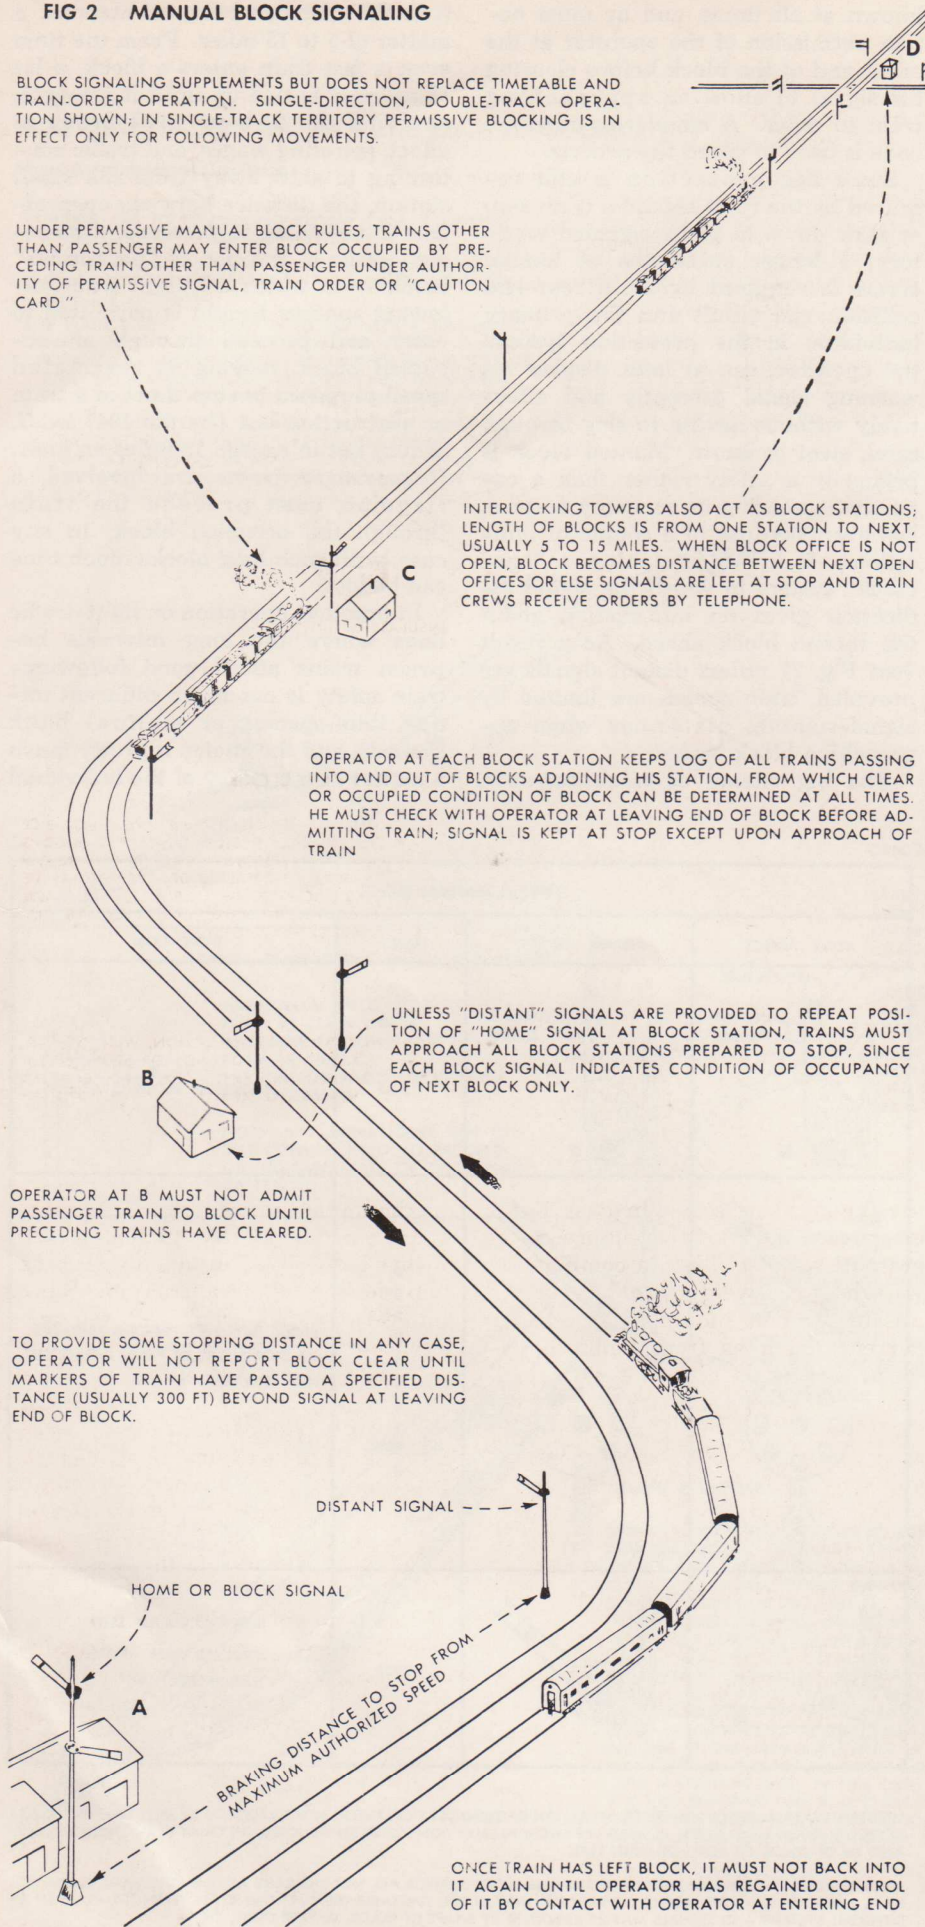 FIG 2 MANUAL BLOCK SIGNALING
D
BLOCK SIGNALING SUPPLEMENTS BUT DOES NOT REPLACE TIMETABLE AND
TRAIN-ORDER OPERATION. SINGLE-DIRECTION, DOUBLE-TRACK OPERA-
TION SHOWN; IN SINGLE-TRACK TERRITORY PERMISSIVE BLOCKING IS IN
EFFECT ONLY FOR FOLLOWING MOVEMENTS.
UNDER PERMISSIVE MANUAL BLOCK RULES, TRAINS OTHER
THAN PASSENGER MAY ENTER BLOCK OCCUPIED BY PRE-
CEDING TRAIN OTHER THAN PASSENGER UNDER AUTHOR-
ITY OF PERMISSIVE SIGNAL, TRAIN ORDER OR "CAUTION
CARD"
INTERLOCKING TOWERS ALSO ACT AS BLOCK STATIONS;
LENGTH OF BLOCKS IS FROM ONE STATION TO NEXT,
USUALLY 5 TO 15 MILES. WHEN BLOCK OFFICE IS NOT
OPEN, BLOCK BECOMES DISTANCE BETWEEN NEXT OPEN
OFFICES OR ELSE SIGNALS ARE LEFT AT STOP AND TRAIN
CREWS RECEIVE ORDERS BY TELEPHONE.
C
OPERATOR AT EACH BLOCK STATION KEEPS LOG OF ALL TRAINS PASSING
INTO AND OUT OF BLOCKS ADJOINING HIS STATION, FROM WHICH CLEAR
OR OCCUPIED CONDITION OF BLOCK CAN BE DETERMINED AT ALL TIMES.
HE MUST CHECK WITH OPERATOR AT LEAVING END OF BLOCK BEFORE AD-
MITTING TRAIN; SIGNAL IS KEPT AT STOP EXCEPT UPON APPROACH OF
TRAIN
UNLESS "DISTANT" SIGNALS ARE PROVIDED TO REPEAT POSI-
TION OF "HOME" SIGNAL AT BLOCK STATION, TRAINS MUST
APPROACH ALL BLOCK STATIONS PREPARED TO STOP, SINCE
EACH BLOCK SIGNAL INDICATES CONDITION OF OCCUPANCY
OF NEXT BLOCK ONLY.
B
OPERATOR AT B MUST NOT ADMIT
PASSENGER TRAIN TO BLOCK UNTIL
PRECEDING TRAINS HAVE CLEARED.
TO PROVIDE SOME STOPPING DISTANCE IN ANY CASE,
OPERATOR WILL NOT REPORT BLOCK CLEAR UNTIL
MARKERS OF TRAIN HAVE PASSED A SPECIFIED DIS-
TANCE (USUALLY 300 FT) BEYOND SIGNAL AT LEAVING
END OF BLOCK.
DISTANT SIGNAL
HOME OR BLOCK SIGNAL
A
BRAKING DISTANCE TO STOP FROM
MAXIMUM AUTHORIZED SPEED
ONCE TRAIN HAS LEFT BLOCK, IT MUST NOT BACK INTO
IT AGAIN UNTIL OPERATOR HAS REGAINED CONTROL
OF IT BY CONTACT WITH OPERATOR AT ENTERING END